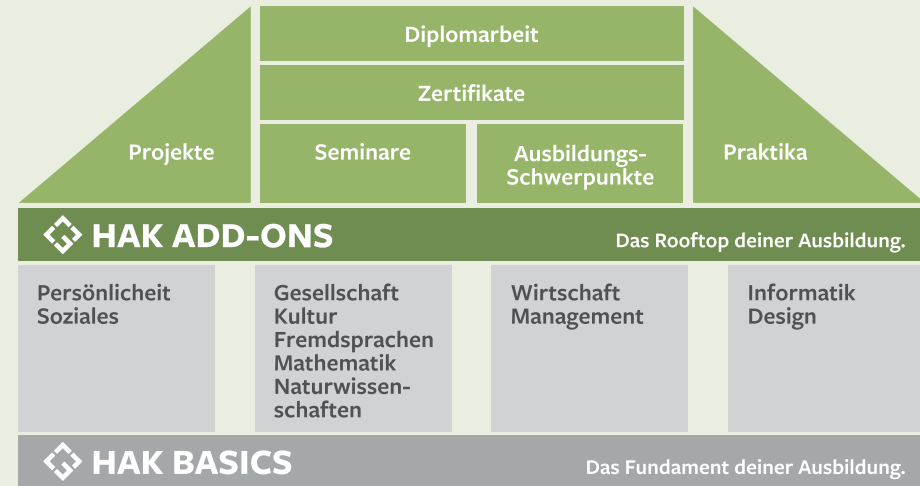 Diplomarbeit
Zertifikate
Projekte
Seminare
Ausbildungs-
Schwerpunkte
Praktika
HAK ADD-ONS
Das Rooftop deiner Ausbildung.
Persönlicheit
Soziales
Gesellschaft
Kultur
Fremdsprachen
Mathematik
Naturwissen-
schaften
Wirtschaft
Management
Informatik
Design
HAK BASICS
Das Fundament deiner Ausbildung.